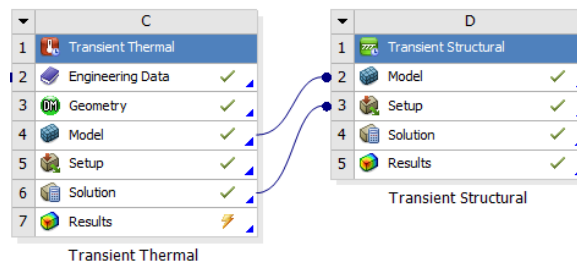 C
1 Transient Thermal
2 Engineering Data
3 DM Geometry
4 Model
5 Setup
6 Solution
7 Results
Transient Thermal
D
1 Transient Structural
2 Model
3 Setup
4 Solution
5 Results
Transient Structural